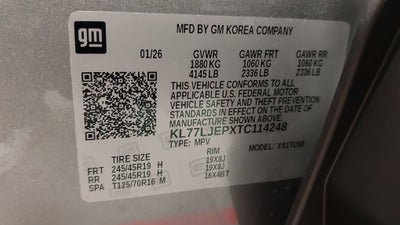 gm
MFD BY GM KOREA COMPANY
01/26 GVWR GAWR FRT GAWR RR
1880 KG 1060 KG 1060 KG
4145 LB 2336 LB 2336 LB
THIS VEHICLE CONFORMS TO ALL
APPLICABLE U.S. FEDERAL MOTOR
VEHICLE SAFETY AND THEFT PREVENTION
STANDARDS IN EFFECT ON THE DATE OF
MANUFACTURE SHOWN ABOVE.
KL77LJEPXTC114248
TYPE: MPV MODEL: X81TUS6
TIRE SIZE RIM
FRT 245/45R19 H 19X8J
RR 245/45R19 H 19X8J
SPA T125/70R16 M 16X4BT